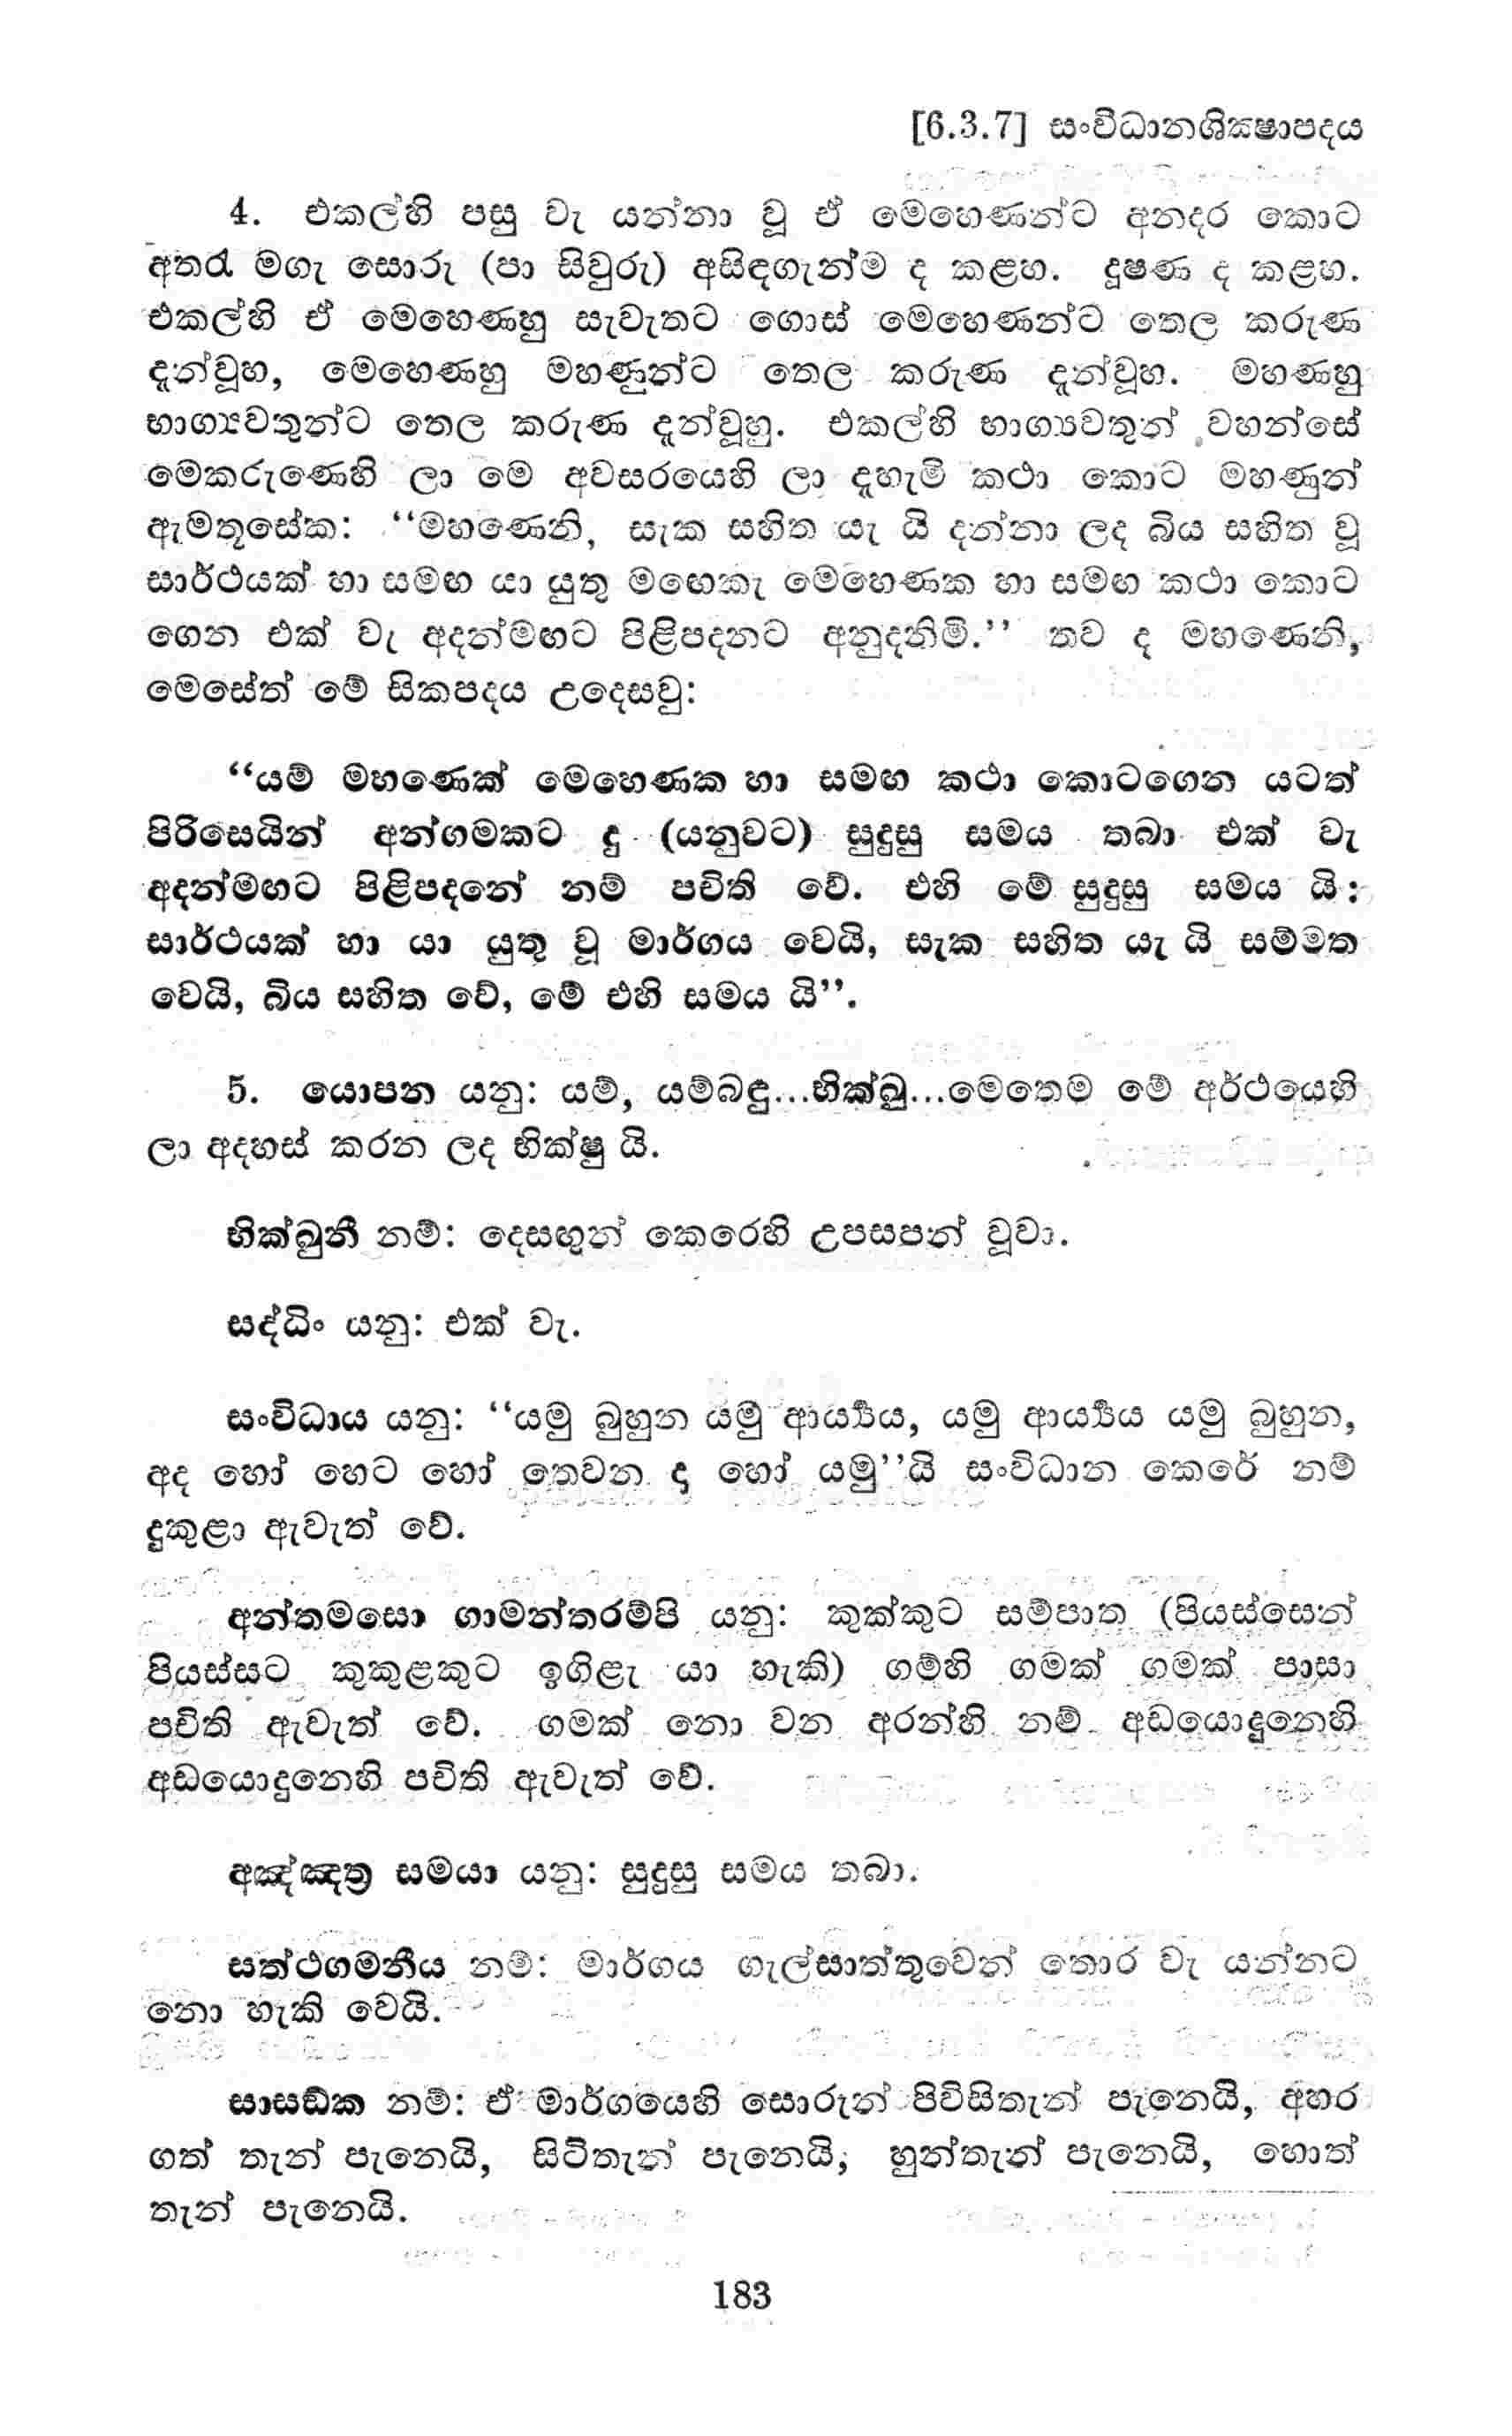 [6.3.7] සංවිධානශික්‍ෂාපදය
4. එකල්හි පසු වැ යන්නා වූ ඒ මෙහෙණන්ට අනදර කොට
අතරැ මගැ සොරු (පා සිවුරු) අසිඳගැන්ම ද කළහ. දූෂණ ද කළහ.
එකල්හි ඒ මෙහෙණහු සැවැතට ගොස් මෙහෙණන්ට තෙල කරුණ
දැන්වූහ, මෙහෙණහු මහණුන්ට තෙල කරුණ දැන්වූහ. මහණහු
භාග්‍යවතුන්ට තෙල කරුණ දැන්වූහු. එකල්හි භාග්‍යවතුන් වහන්සේ
මෙකරුණෙහි ලා මෙ අවසරයෙහි ලා දැහැමි කථා කොට මහණුන්
ඇමතූසේක: “මහණෙනි, සැක සහිත යැ යි දන්නා ලද බිය සහිත වූ
සාර්ථයක් හා සමඟ යා යුතු මඟෙකැ මෙහෙණක හා සමඟ කථා කොට
ගෙන එක් වැ අදන්මඟට පිළිපදනට අනුදනිමි.” තව ද මහණෙනි,
මෙසේත් මේ සිකපදය උදෙසවු:
“යම් මහණෙක් මෙහෙණක හා සමඟ කථා කොටගෙන යටත්
පිරිසෙයින් අන්ගමකට දු (යනුවට) සුදුසු සමය තබා එක් වැ
අදන්මඟට පිළිපදනේ නම් පචිති වේ. එහි මේ සුදුසු සමය යි:
සාර්ථයක් හා යා යුතු වූ මාර්ගය වෙයි, සැක සහිත යැ යි සම්මත
වෙයි, බිය සහිත වේ, මේ එහි සමය යි”.
5. යොපන යනු: යම්, යම්බඳු...භික්ඛු...මෙතෙම මේ අර්ථයෙහි
ලා අදහස් කරන ලද භික්ෂු යි.
භික්ඛුනී නම්: දෙසඟුන් කෙරෙහි උපසපන් වූවා.
සද්ධිං යනු: එක් වැ.
සංවිධාය යනු: “යමු බුහුන යමු ආර්‍ය්‍යය, යමු ආර්‍ය්‍යය යමු බුහුන,
අද හෝ හෙට හෝ තෙවන දා හෝ යමු”යි සංවිධාන කෙරේ නම්
දුකුළා ඇවැත් වේ.
අන්තමසො ගාමන්තරම්පි යනු: කුක්කුට සම්පාත (පියස්සෙන්
පියස්සට කුකුළකුට ඉගිළැ යා හැකි) ගම්හි ගමක් ගමක් පාසා
පචිති ඇවැත් වේ. ගමක් නො වන අරන්හි නම් අඩයොදුනෙහි
අඩයොදුනෙහි පචිති ඇවැත් වේ.
අඤ්ඤත්‍ර සමයා යනු: සුදුසු සමය තබා.
සත්ථගමනීය නම්: මාර්ගය ගැල්සාත්තුවෙන් තොර වැ යන්නට
නො හැකි වෙයි.
සාසඞ්ක නම්: ඒ මාර්ගයෙහි සොරුන් පිවිසිතැන් පැනෙයි, අහර
ගත් තැන් පැනෙයි, සිටිතැන් පැනෙයි, හුන්තැන් පැනෙයි, හොත්
තැන් පැනෙයි.
183